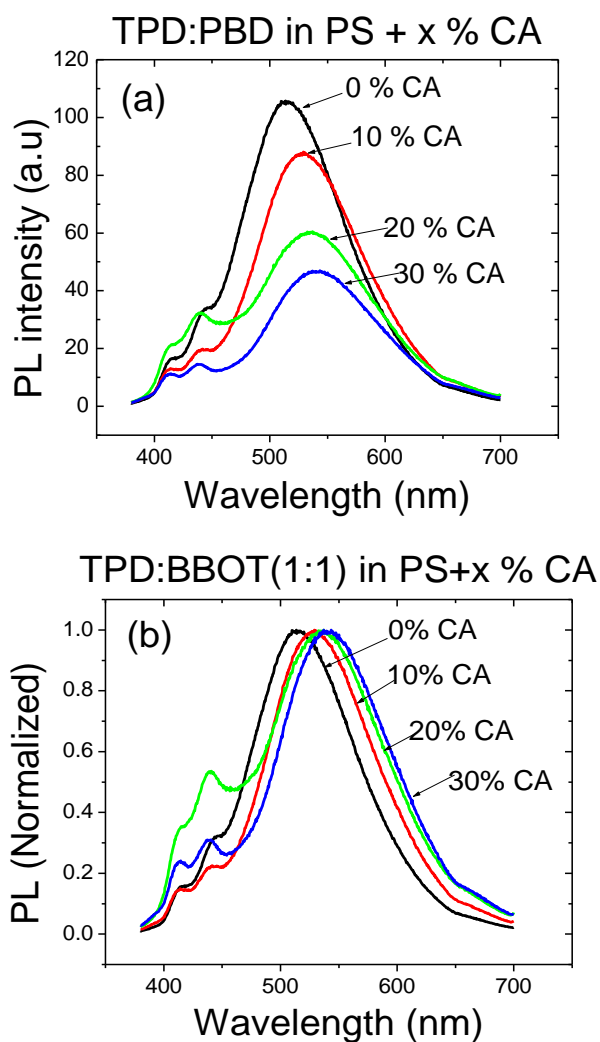 TPD:PBD in PS + x % CA
120
(a)
0 % CA
100
10 % CA
80
60
20 % CA
40
30 % CA
20
0
PL intensity (a.u)
400 500 600 700
Wavelength (nm)
TPD:BBOT(1:1) in PS+x % CA
(b)
1.0
0% CA
10% CA
0.8
20% CA
0.6
30% CA
0.4
0.2
0.0
PL (Normalized)
400 500 600 700
Wavelength (nm)